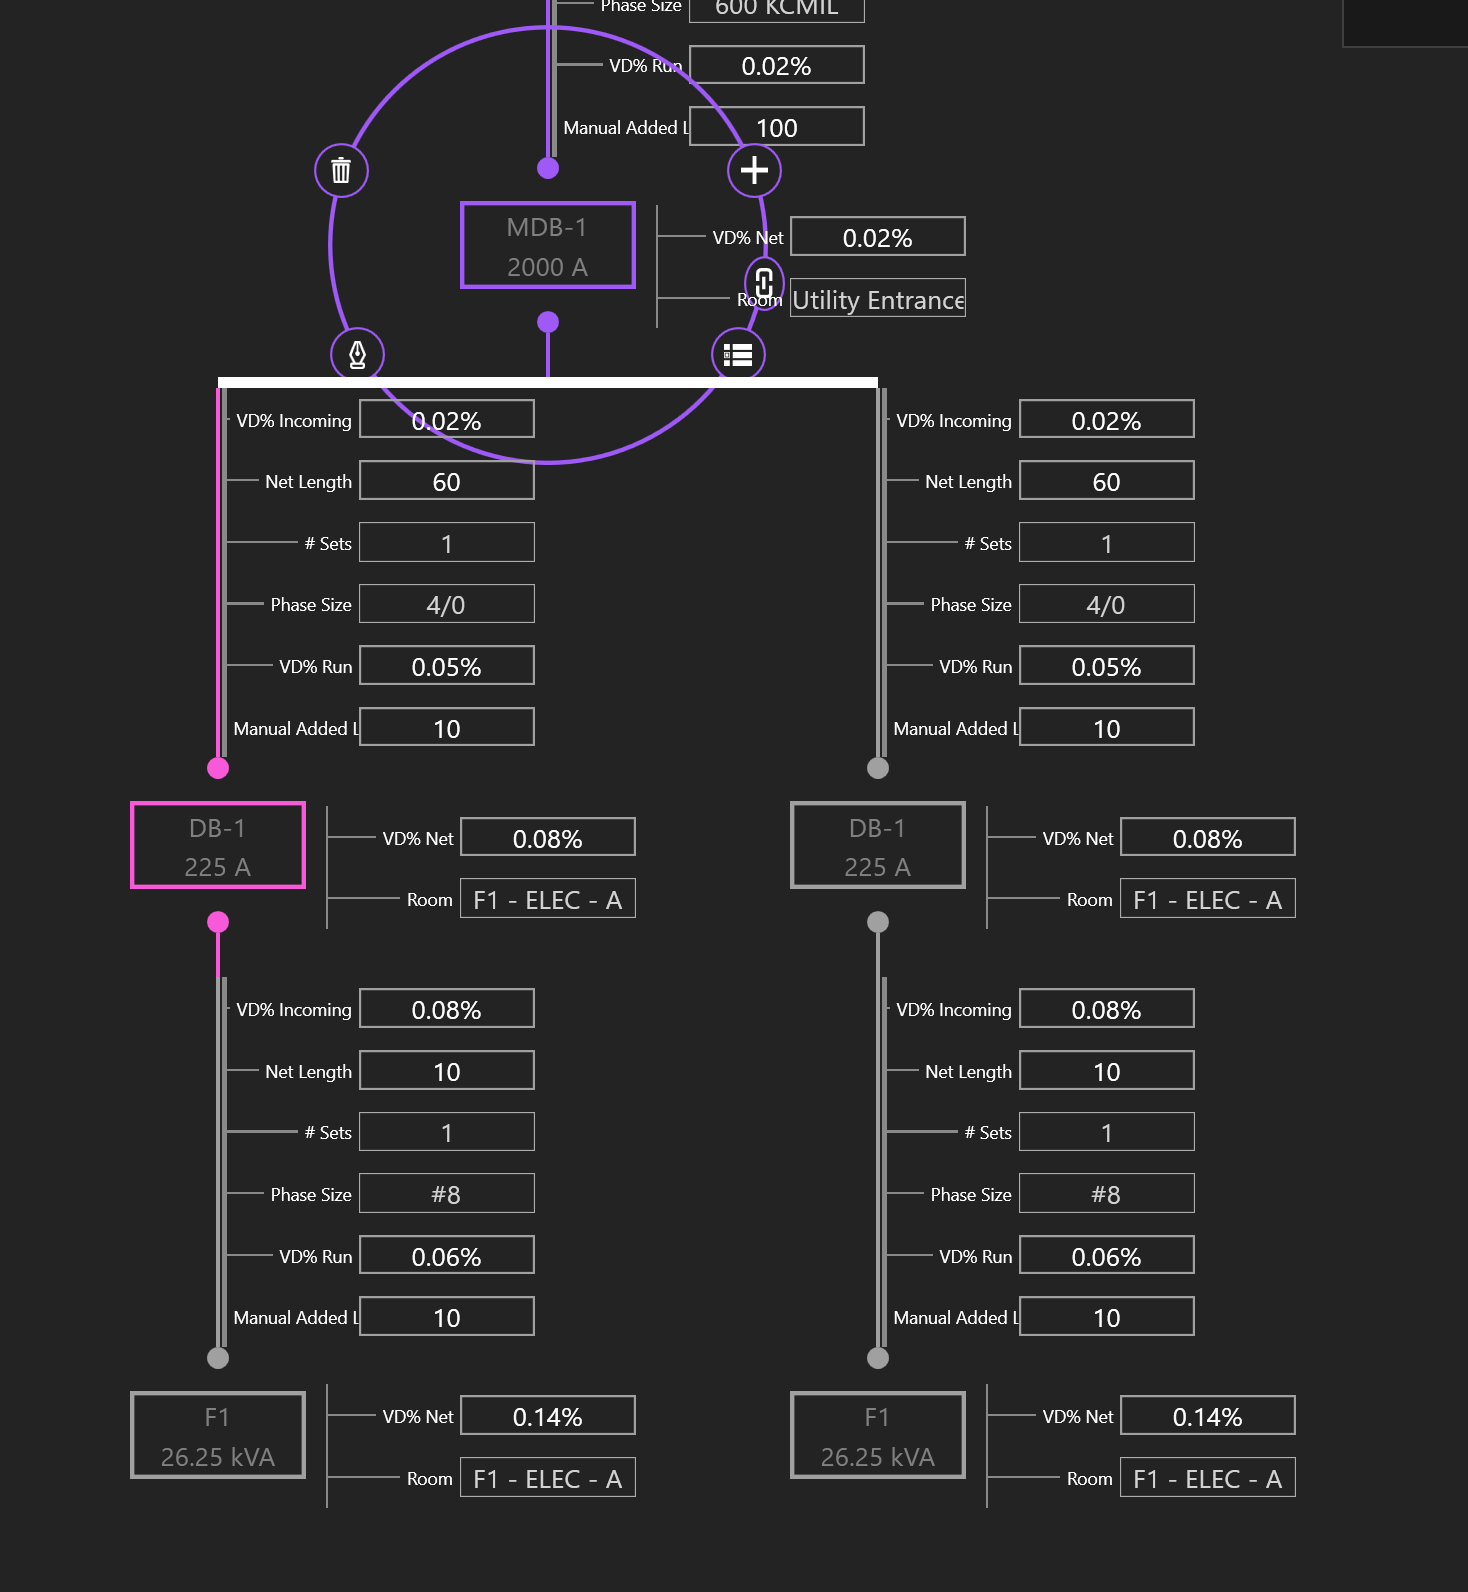 Phase Size 600 KCMIL
VD% Run 0.02%
Manual Added L 100
MDB-1
2000 A
VD% Net 0.02%
Room Utility Entrance
VD% Incoming 0.02%
Net Length 60
# Sets 1
Phase Size 4/0
VD% Run 0.05%
Manual Added L 10
VD% Incoming 0.02%
Net Length 60
# Sets 1
Phase Size 4/0
VD% Run 0.05%
Manual Added L 10
DB-1
225 A
VD% Net 0.08%
Room F1 - ELEC - A
DB-1
225 A
VD% Net 0.08%
Room F1 - ELEC - A
VD% Incoming 0.08%
Net Length 10
# Sets 1
Phase Size #8
VD% Run 0.06%
Manual Added L 10
VD% Incoming 0.08%
Net Length 10
# Sets 1
Phase Size #8
VD% Run 0.06%
Manual Added L 10
F1
26.25 kVA
VD% Net 0.14%
Room F1 - ELEC - A
F1
26.25 kVA
VD% Net 0.14%
Room F1 - ELEC - A